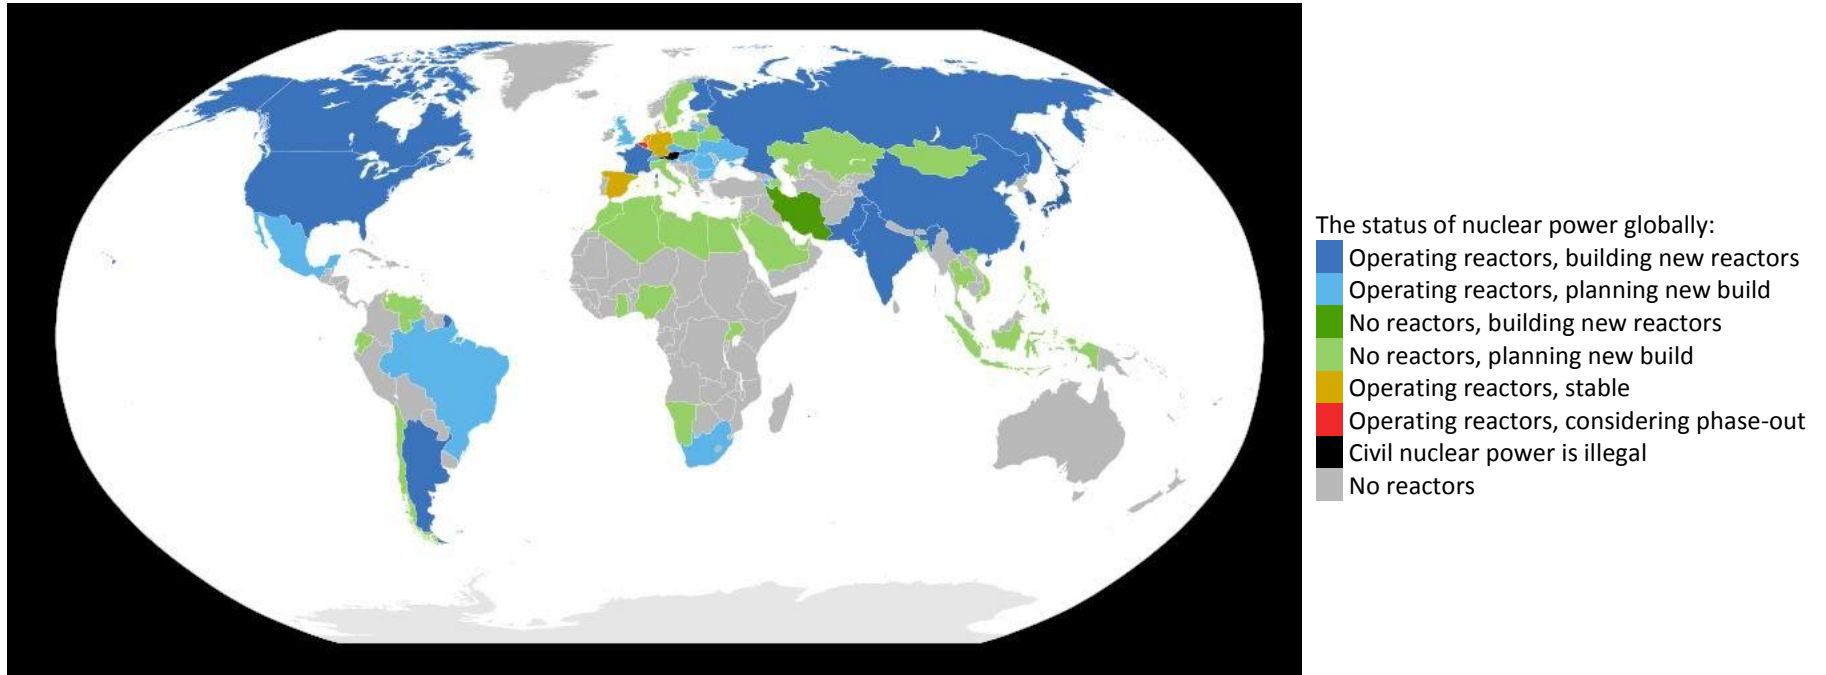 The status of nuclear power globally:
Operating reactors, building new reactors
Operating reactors, planning new build
No reactors, building new reactors
No reactors, planning new build
Operating reactors, stable
Operating reactors, considering phase-out
Civil nuclear power is illegal
No reactors